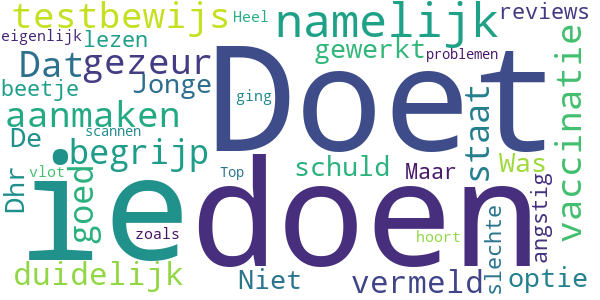 testbewijs
Heel
namelijk
reviews
eigenlijk
lezen
gewerkt
problemen
Dat
gezeur
Doet
vaccinatie
beetje
Jonge
ging
aanmaken
staat
De
scannen
begrijp
schuld
Maar
Was
Dhr
vlot
goed
ie
Top
doen
angstig
zoals
hoort
slechte
duidelijk
Niet
vermeld
optie